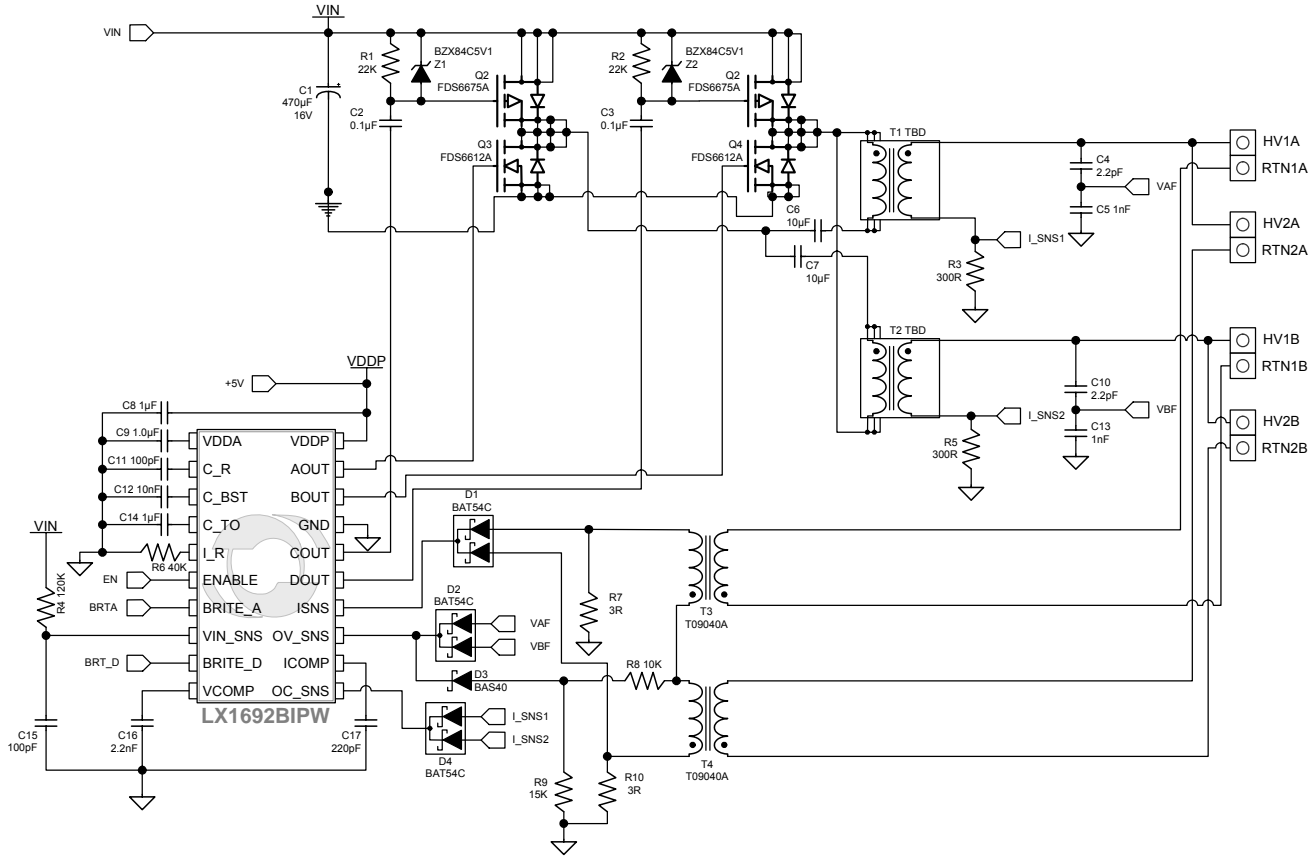 VIN
VIN
R1
22K
BZX84C5V1
Z1
Q2
FDS6675A
R2
22K
BZX84C5V1
Z2
Q2
FDS6675A
C1
470µF
16V
C2
0.1µF
C3
0.1µF
Q3
FDS6612A
Q4
FDS6612A
T1 TBD
C4
2.2pF
VAF
C5 1nF
HV1A
RTN1A
HV2A
RTN2A
C6
10µF
C7
10µF
I_SNS1
R3
300R
T2 TBD
C10
2.2pF
VBF
C13
1nF
HV1B
RTN1B
HV2B
RTN2B
I_SNS2
R5
300R
VDDP
+5V
C8 1µF
C9 1.0µF
C11 100pF
C12 10nF
C14 1µF
R6 40K
VIN
R4 120K
EN
BRTA
BRT_D
VDDA
C_R
C_BST
C_TO
I_R
ENABLE
BRITE_A
VIN_SNS
BRITE_D
VCOMP
VDDP
AOUT
BOUT
GND
COUT
DOUT
ISNS
OV_SNS
ICOMP
OC_SNS
LX1692BIPW
C15
100pF
C16
2.2nF
C17
220pF
D1
BAT54C
D2
BAT54C
VAF
VBF
D3
BAS40
I_SNS1
I_SNS2
D4
BAT54C
R7
3R
R8 10K
R9
15K
R10
3R
T3
T09040A
T4
T09040A